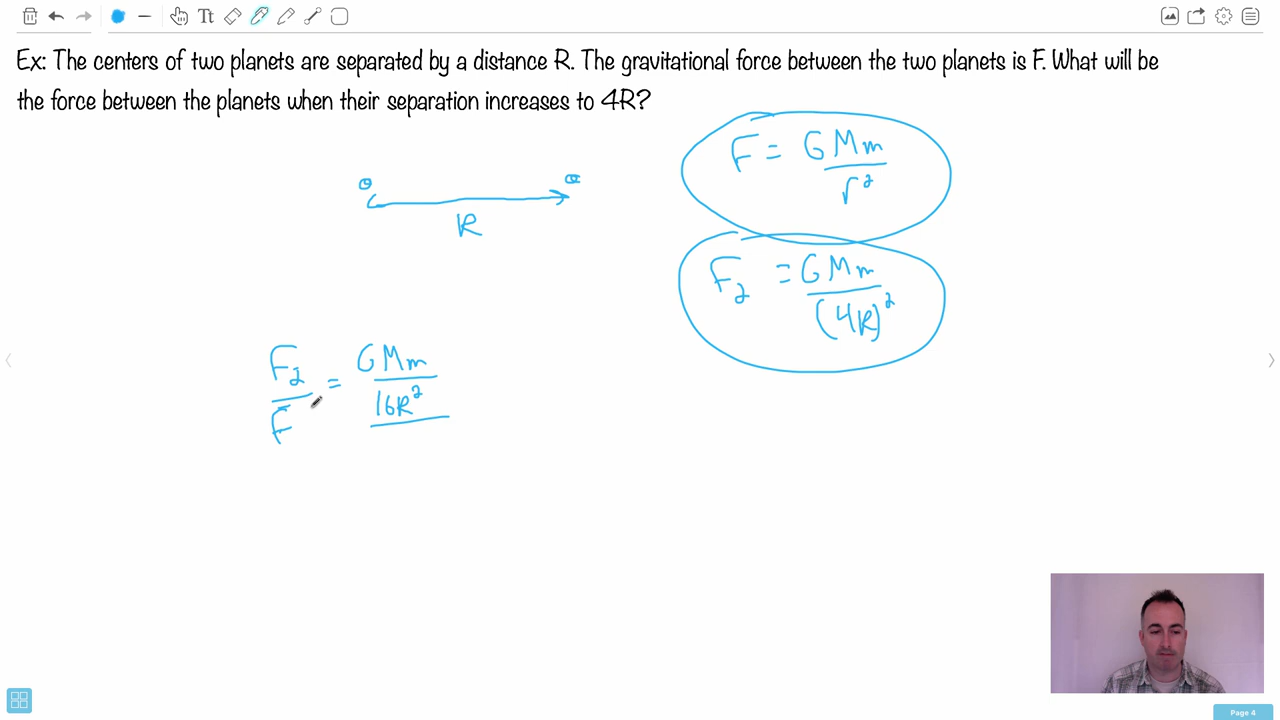 Tt
Ex: The centers of two planets are separated by a distance R. The gravitational force between the two planets is F. What will be
the force between the planets when their separation increases to 4R?
F = GMm
r²
R
F₂ = GMm
(4R)²
F₂ = GMm
F 16R²
Page 4